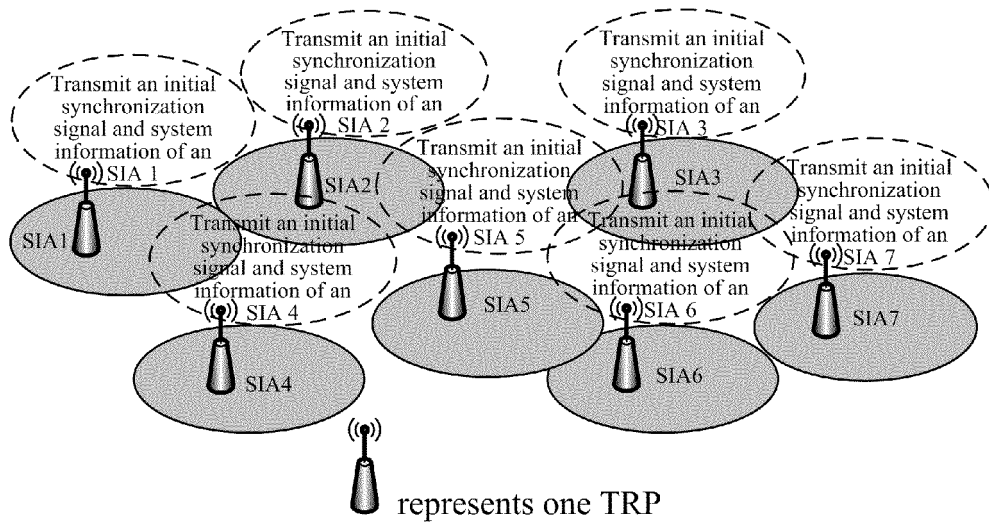 Transmit an initial
synchronization
signal and system
information of an
SIA 1
Transmit an initial
synchronization
signal and system
information of an
SIA 2
Transmit an initial
synchronization
signal and system
information of an
SIA 3
Transmit an initial
synchronization
signal and system
information of an
SIA 5
Transmit an initial
synchronization
signal and system
information of an
SIA 7
Transmit an initial
synchronization
signal and system
information of an
SIA 4
Transmit an initial
synchronization
signal and system
information of an
SIA 6
SIA1
SIA2
SIA3
SIA4
SIA5
SIA6
SIA7
represents one TRP